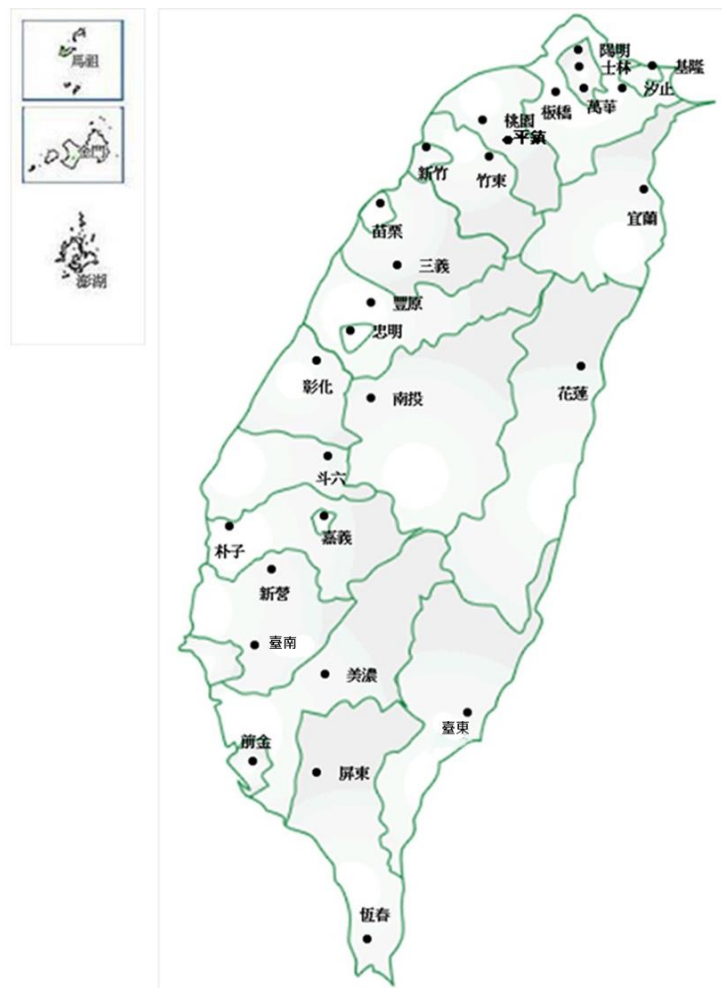 馬祖
金門
澎湖
陽明
士林
基隆
汐止
萬華
板橋
桃園
平鎮
新竹
竹東
宜蘭
苗栗
三義
豐原
忠明
彰化
南投
花蓮
斗六
朴子
嘉義
新營
臺南
美濃
臺東
前金
屏東
恆春